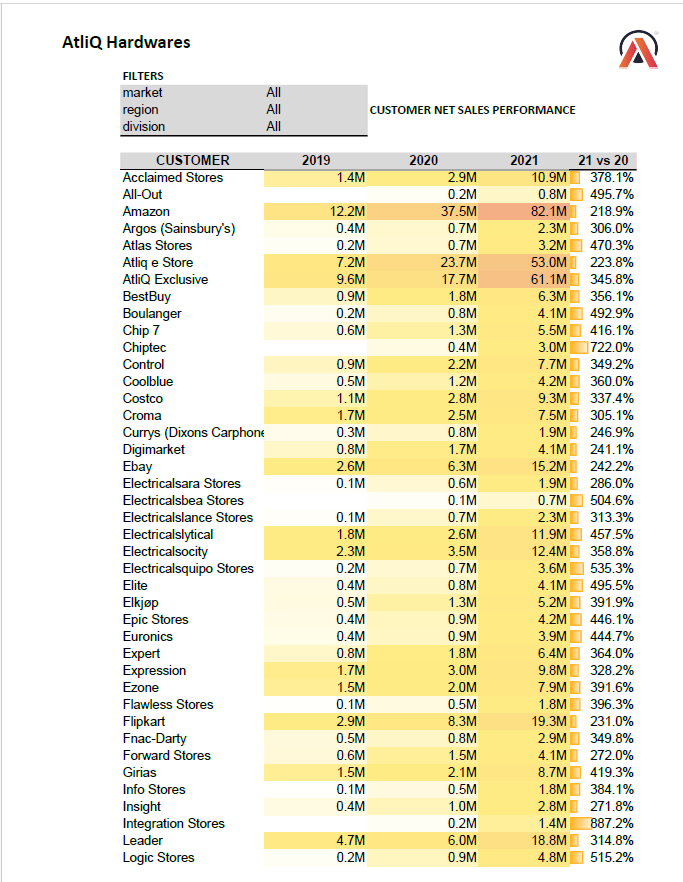 AtliQ Hardwares
FILTERS
market All
region All CUSTOMER NET SALES PERFORMANCE
division All
CUSTOMER 2019 2020 2021 21 vs 20
Acclaimed Stores 1.4M 2.9M 10.9M 378.1%
All-Out 0.2M 0.8M 495.7%
Amazon 12.2M 37.5M 82.1M 218.9%
Argos (Sainsbury's) 0.4M 0.7M 2.3M 306.0%
Atlas Stores 0.2M 0.7M 3.2M 470.3%
Atliq e Store 7.2M 23.7M 53.0M 223.8%
AtliQ Exclusive 9.6M 17.7M 61.1M 345.8%
BestBuy 0.9M 1.8M 6.3M 356.1%
Boulanger 0.2M 0.8M 4.1M 492.9%
Chip 7 0.6M 1.3M 5.5M 416.1%
Chiptec 0.4M 3.0M 722.0%
Control 0.9M 2.2M 7.7M 349.2%
Coolblue 0.5M 1.2M 4.2M 360.0%
Costco 1.1M 2.8M 9.3M 337.4%
Croma 1.7M 2.5M 7.5M 305.1%
Currys (Dixons Carphone 0.3M 0.8M 1.9M 246.9%
Digimarket 0.8M 1.7M 4.1M 241.1%
Ebay 2.6M 6.3M 15.2M 242.2%
Electricalsara Stores 0.1M 0.6M 1.9M 286.0%
Electricalsbea Stores 0.1M 0.7M 504.6%
Electricalslance Stores 0.1M 0.7M 2.3M 313.3%
Electricalslytical 1.8M 2.6M 11.9M 457.5%
Electricalsocity 2.3M 3.5M 12.4M 358.8%
Electricalsquipo Stores 0.2M 0.7M 3.6M 535.3%
Elite 0.4M 0.8M 4.1M 495.5%
Elkjøp 0.5M 1.3M 5.2M 391.9%
Epic Stores 0.4M 0.9M 4.2M 446.1%
Euronics 0.4M 0.9M 3.9M 444.7%
Expert 0.8M 1.8M 6.4M 364.0%
Expression 1.7M 3.0M 9.8M 328.2%
Ezone 1.5M 2.0M 7.9M 391.6%
Flawless Stores 0.1M 0.5M 1.8M 396.3%
Flipkart 2.9M 8.3M 19.3M 231.0%
Fnac-Darty 0.5M 0.8M 2.9M 349.8%
Forward Stores 0.6M 1.5M 4.1M 272.0%
Girias 1.5M 2.1M 8.7M 419.3%
Info Stores 0.1M 0.5M 1.8M 384.1%
Insight 0.4M 1.0M 2.8M 271.8%
Integration Stores 0.2M 1.4M 887.2%
Leader 4.7M 6.0M 18.8M 314.8%
Logic Stores 0.2M 0.9M 4.8M 515.2%